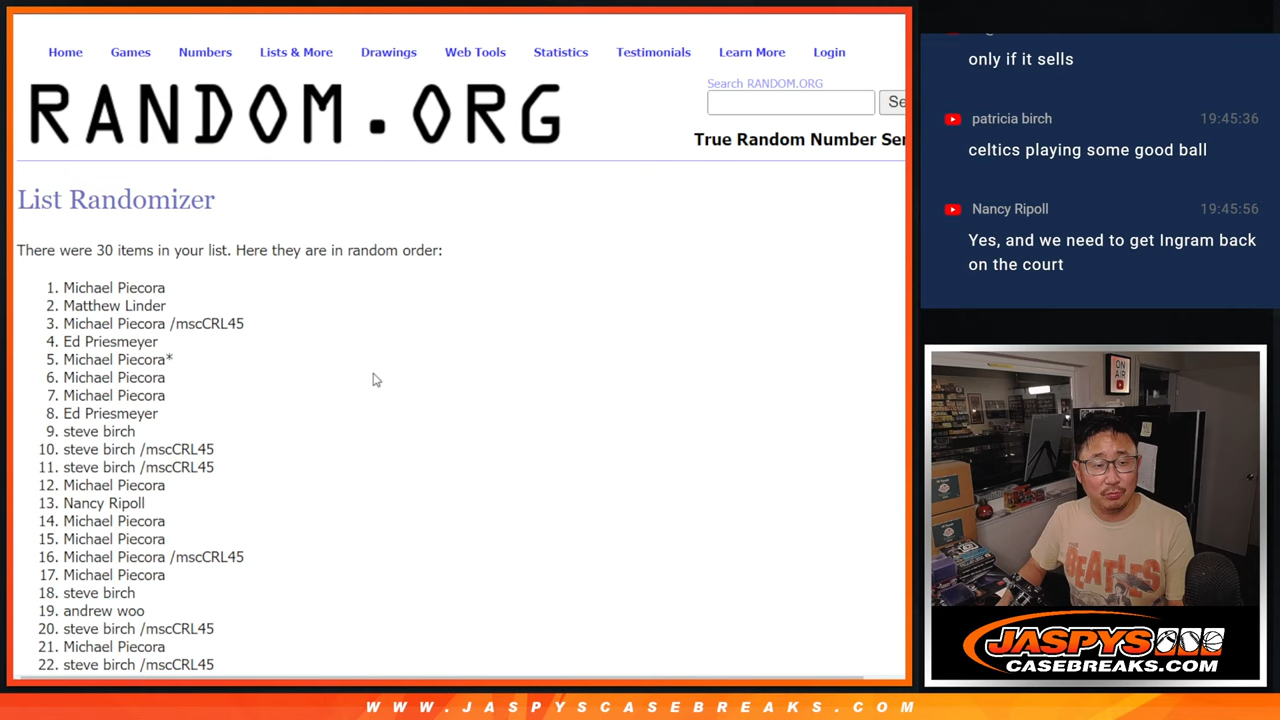 Home Games Numbers Lists & More Drawings Web Tools Statistics Testimonials Learn More Login
RANDOM.ORG
Search RANDOM.ORG
Se
True Random Number Ser
List Randomizer
There were 30 items in your list. Here they are in random order:
1. Michael Piecora
2. Matthew Linder
3. Michael Piecora /mscCRL45
4. Ed Priesmeyer
5. Michael Piecora*
6. Michael Piecora
7. Michael Piecora
8. Ed Priesmeyer
9. steve birch
10. steve birch /mscCRL45
11. steve birch /mscCRL45
12. Michael Piecora
13. Nancy Ripoll
14. Michael Piecora
15. Michael Piecora
16. Michael Piecora /mscCRL45
17. Michael Piecora
18. steve birch
19. andrew woo
20. steve birch /mscCRL45
21. Michael Piecora
22. steve birch /mscCRL45
only if it sells
patricia birch 19:45:36
celtics playing some good ball
Nancy Ripoll 19:45:56
Yes, and we need to get Ingram back
on the court
ON
AIR
THE
BEATLES
JASPYS
CASEBREAKS.COM
WWW.JASPYSCASEBREAKS.COM